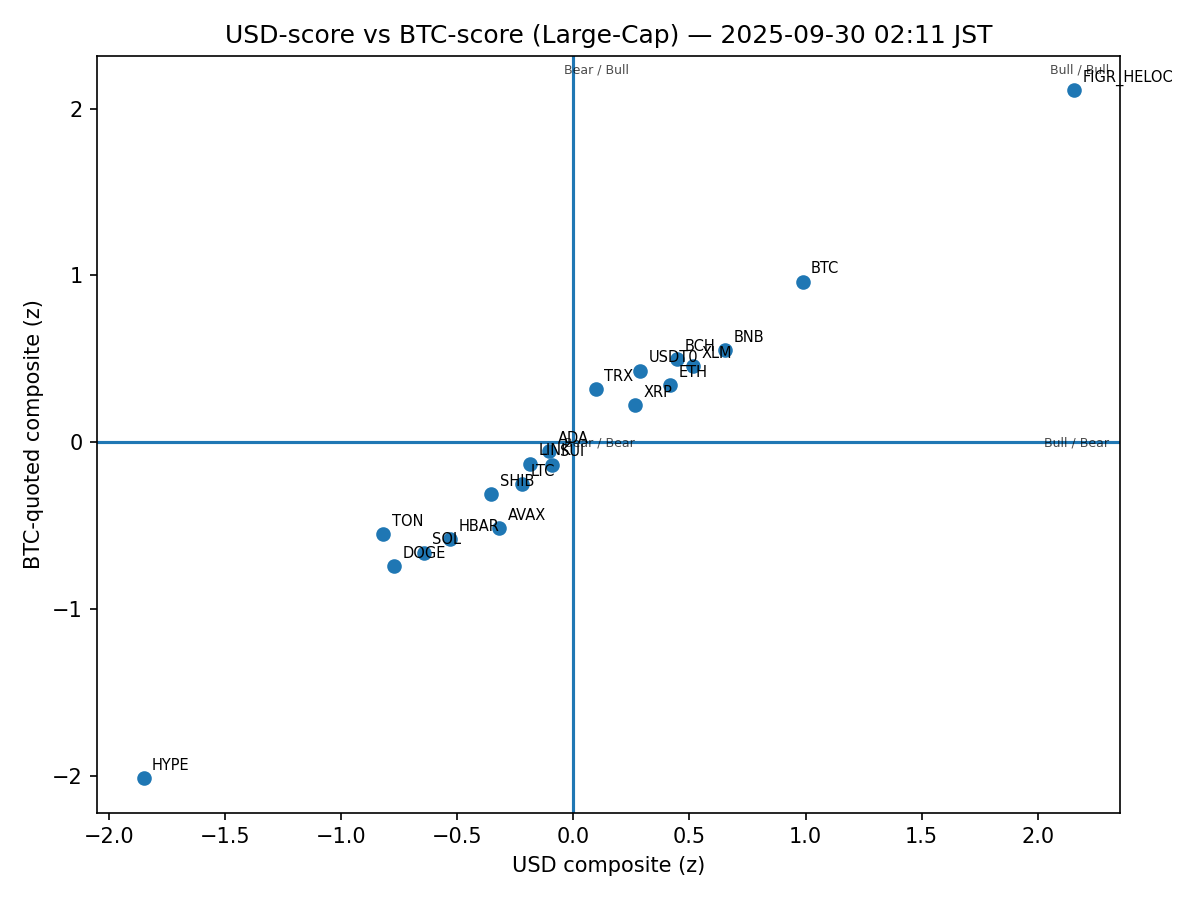 USD-score vs BTC-score (Large-Cap) — 2025-09-30 02:11 JST
Bear / Bull
Bull / Bull
FIGR_HELOC
2
BTC
1
BNB
BCH
XLM
USDT0
ETH
TRX
XRP
ADA
0
Bear / Bear
Bull / Bear
LINK
SUI
LTC
SHIB
AVAX
TON
HBAR
SOL
DOGE
−1
HYPE
−2
−2.0
−1.5
−1.0
−0.5
0.0
0.5
1.0
1.5
2.0
USD composite (z)
BTC-quoted composite (z)